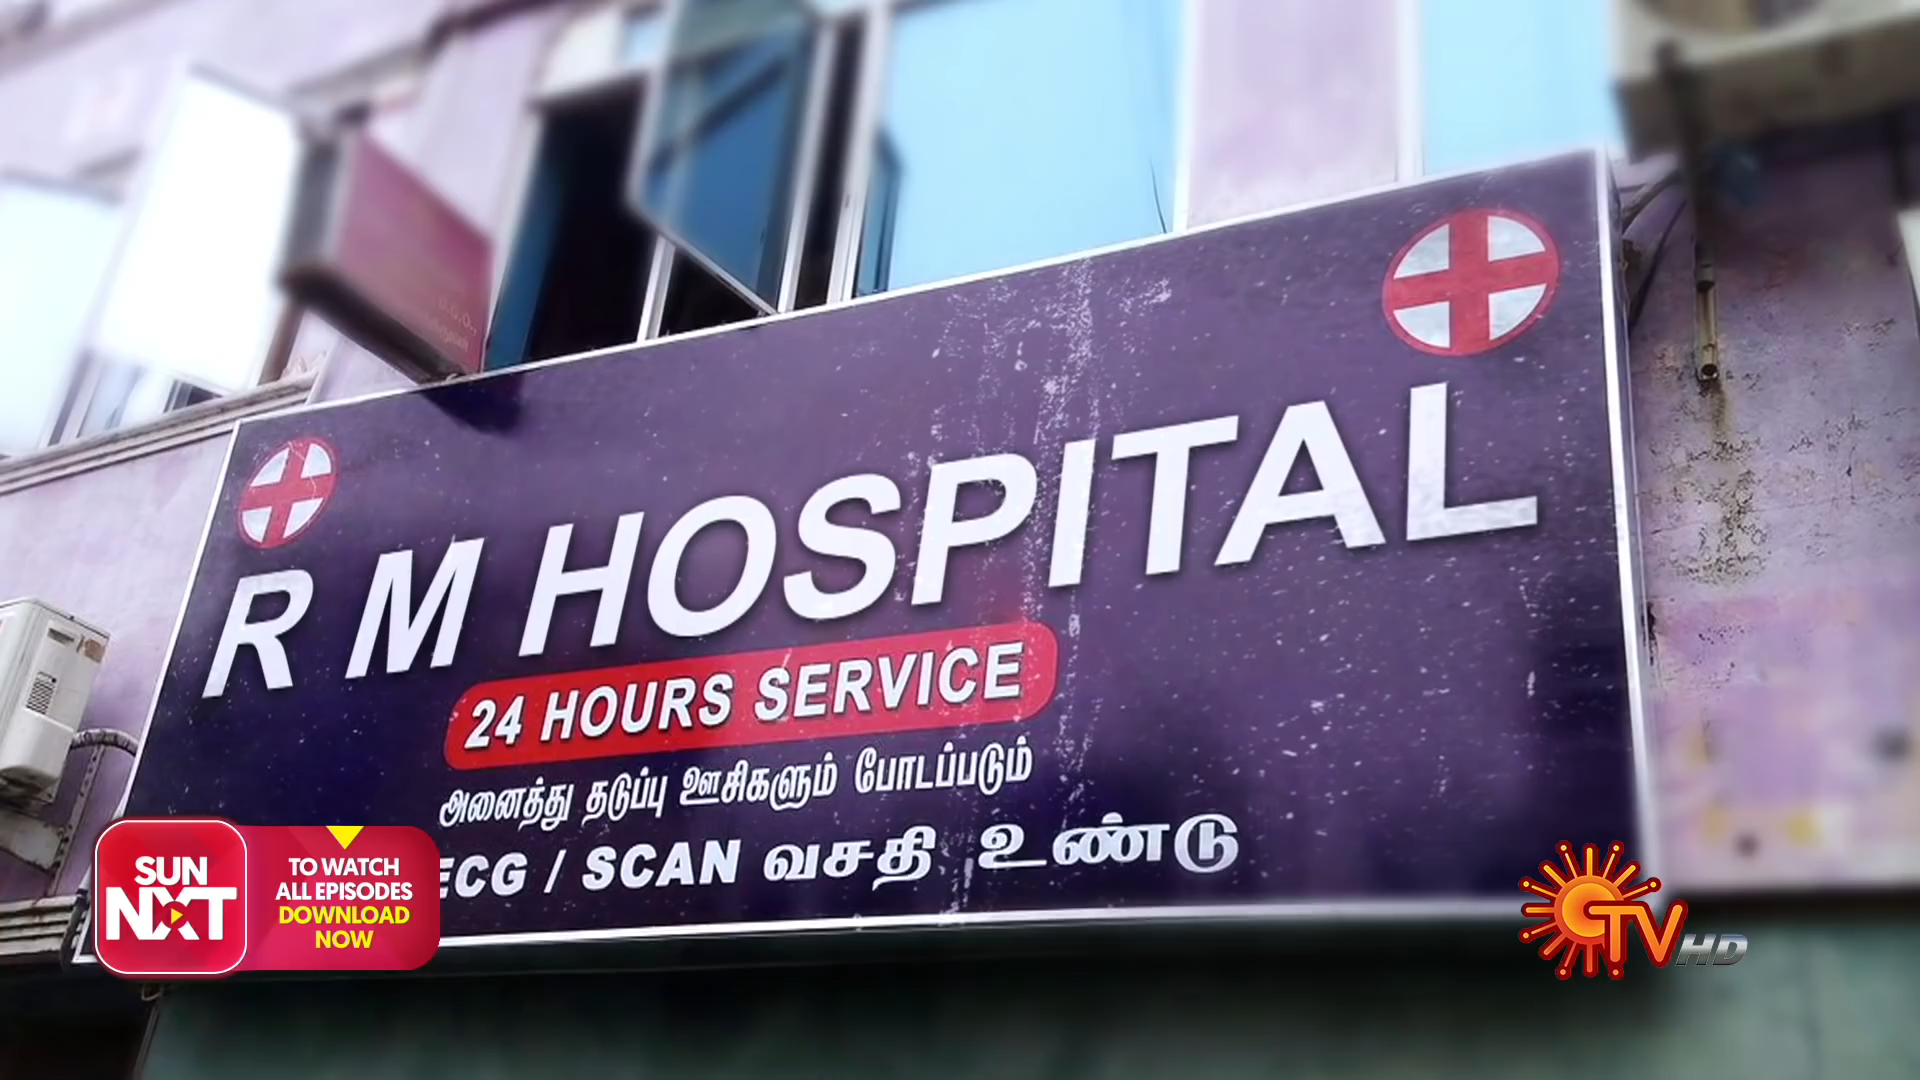 R M HOSPITAL
24 HOURS SERVICE
அனைத்து தடுப்பு ஊசிகளும் போடப்படும்
ECG / SCAN வசதி உண்டு
SUN
NXT
TO WATCH
ALL EPISODES
DOWNLOAD
NOW
TV HD